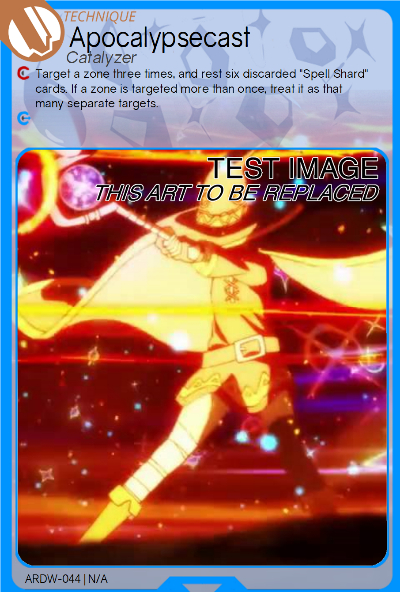 TECHNIQUE
Apocalypsecast
Catalyzer
C Target a zone three times, and rest six discarded "Spell Shard"
cards. If a zone is targeted more than once, treat it as that
many separate targets.
TEST IMAGE
THIS ART TO BE REPLACED
ARDW-044 | N/A